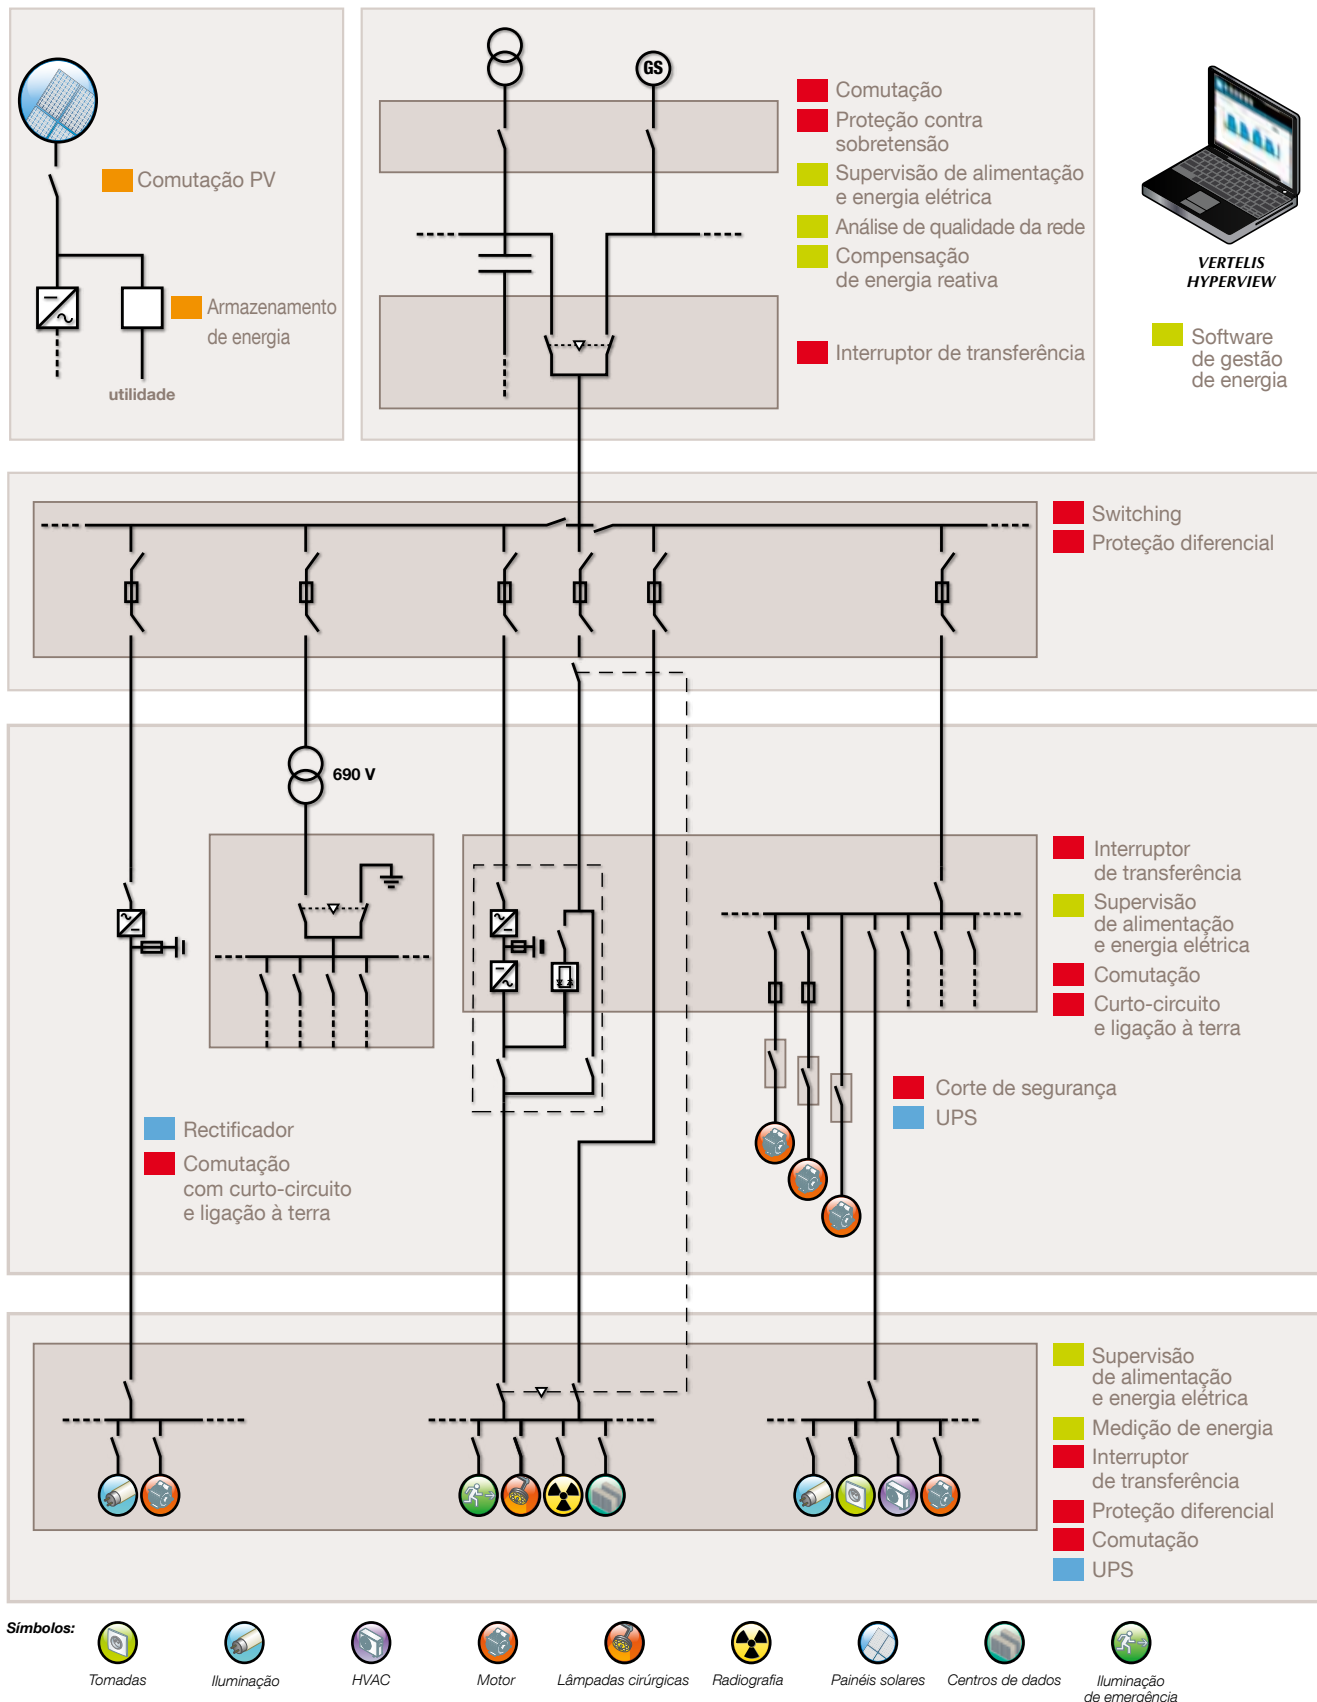 GS
Comutação PV
Armazenamento
de energia
utilidade
Comutação
Proteção contra
sobretensão
Supervisão de alimentação
e energia elétrica
Análise de qualidade da rede
Compensação
de energia reativa
Interruptor de transferência
VERTELIS
HYPERVIEW
Software
de gestão
de energia
Switching
Proteção diferencial
690 V
Interruptor
de transferência
Supervisão
de alimentação
e energia elétrica
Comutação
Curto-circuito
e ligação à terra
Corte de segurança
UPS
Rectificador
Comutação
com curto-circuito
e ligação à terra
Supervisão
de alimentação
e energia elétrica
Medição de energia
Interruptor
de transferência
Proteção diferencial
Comutação
UPS
Símbolos:
Tomadas
Iluminação
HVAC
Motor
Lâmpadas cirúrgicas
Radiografia
Painéis solares
Centros de dados
Iluminação
de emergência